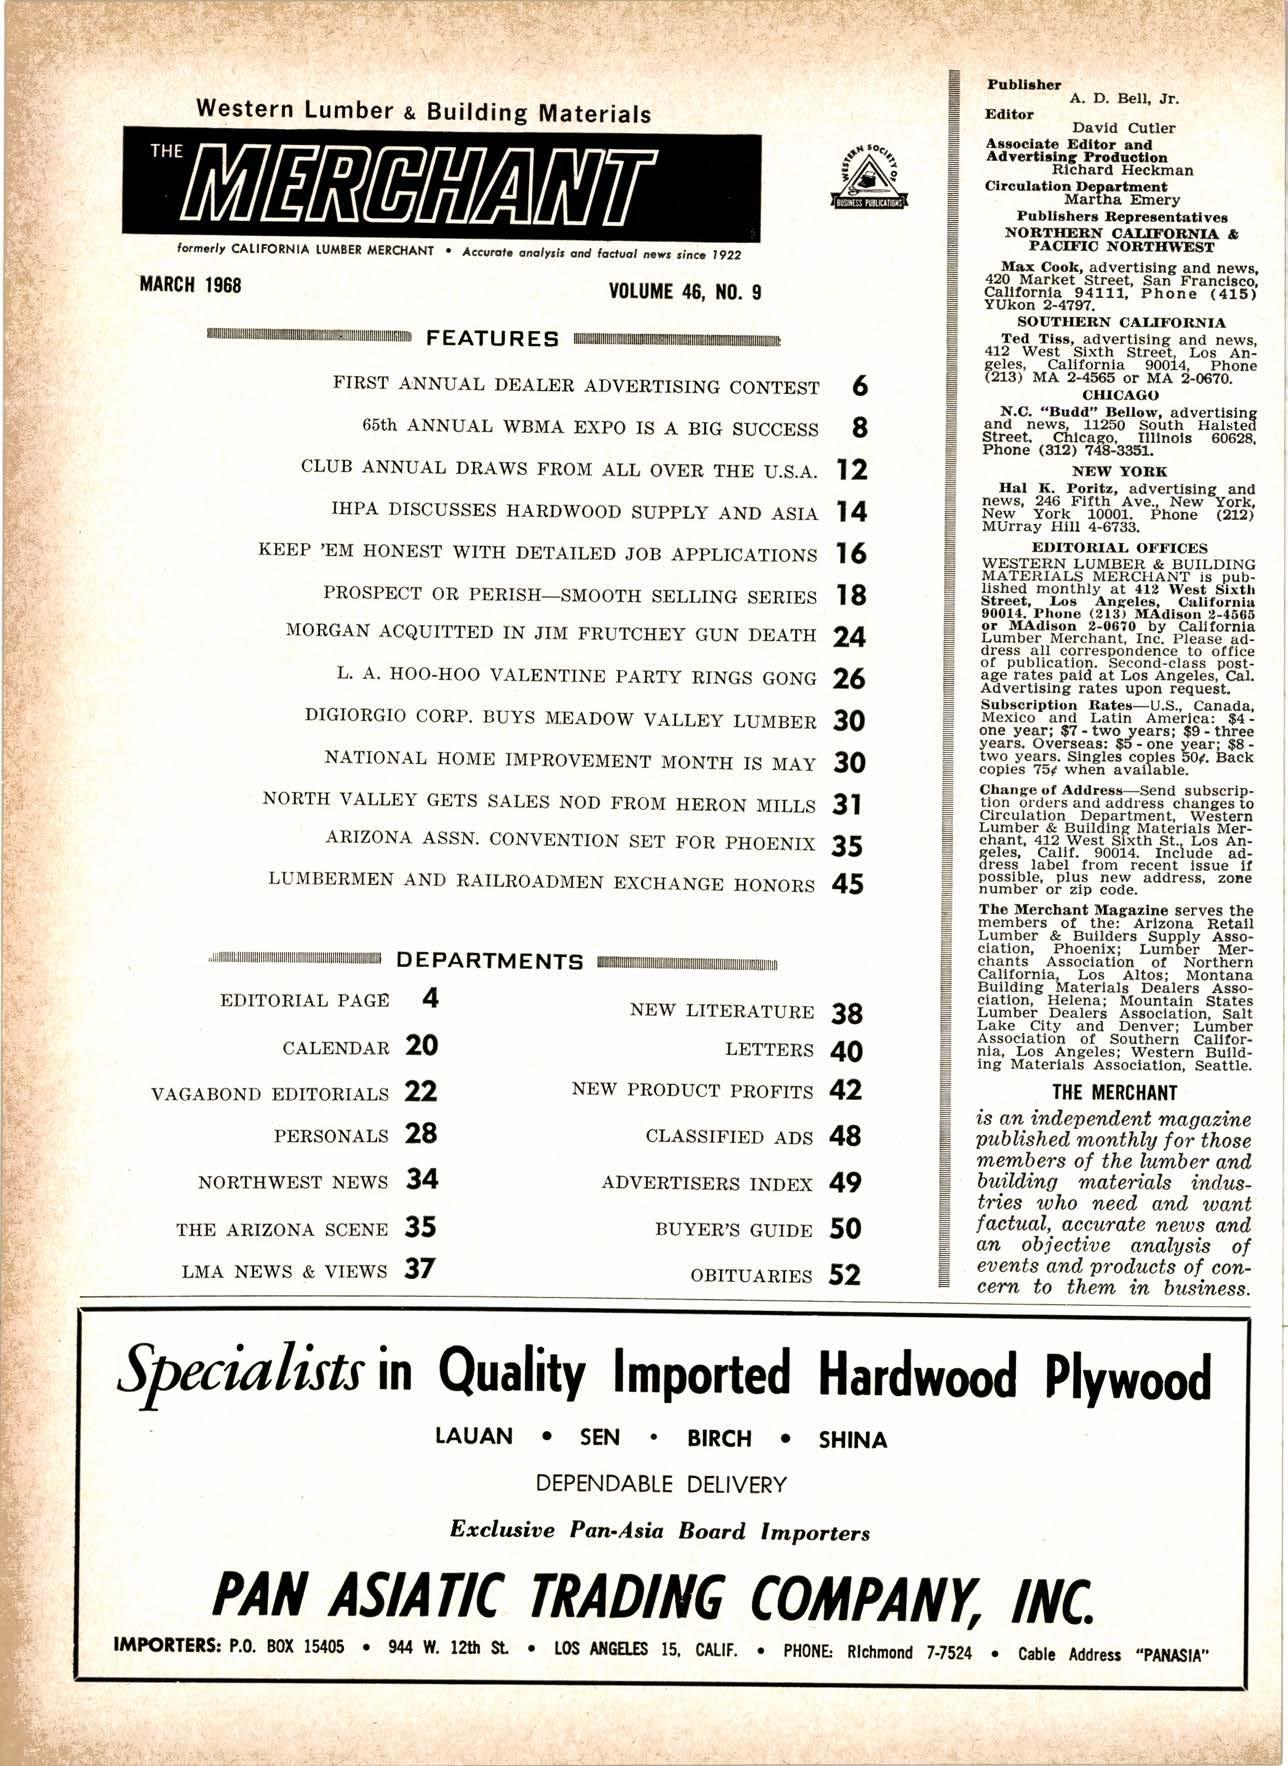 Western Lumber & Building Materials
THE MERCHANT
WESTERN SOCIETY OF
BUSINESS PUBLICATIONS
formerly CALIFORNIA LUMBER MERCHANT • Accurate analysis and factual news since 1922
MARCH 1968
VOLUME 46, NO. 9
FEATURES
FIRST ANNUAL DEALER ADVERTISING CONTEST 6
65th ANNUAL WBMA EXPO IS A BIG SUCCESS 8
CLUB ANNUAL DRAWS FROM ALL OVER THE U.S.A. 12
IHPA DISCUSSES HARDWOOD SUPPLY AND ASIA 14
KEEP 'EM HONEST WITH DETAILED JOB APPLICATIONS 16
PROSPECT OR PERISH—SMOOTH SELLING SERIES 18
MORGAN ACQUITTED IN JIM FRUTCHEY GUN DEATH 24
L. A. HOO-HOO VALENTINE PARTY RINGS GONG 26
DIGIORGIO CORP. BUYS MEADOW VALLEY LUMBER 30
NATIONAL HOME IMPROVEMENT MONTH IS MAY 30
NORTH VALLEY GETS SALES NOD FROM HERON MILLS 31
ARIZONA ASSN. CONVENTION SET FOR PHOENIX 35
LUMBERMEN AND RAILROADMEN EXCHANGE HONORS 45
DEPARTMENTS
EDITORIAL PAGE 4
CALENDAR 20
VAGABOND EDITORIALS 22
PERSONALS 28
NORTHWEST NEWS 34
THE ARIZONA SCENE 35
LMA NEWS & VIEWS 37
NEW LITERATURE 38
LETTERS 40
NEW PRODUCT PROFITS 42
CLASSIFIED ADS 48
ADVERTISERS INDEX 49
BUYER'S GUIDE 50
OBITUARIES 52
Publisher
A. D. Bell, Jr.
Editor
David Cutler
Associate Editor and
Advertising Production
Richard Heckman
Circulation Department
Martha Emery
Publishers Representatives
NORTHERN CALIFORNIA &
PACIFIC NORTHWEST
Max Cook, advertising and news,
420 Market Street, San Francisco,
California 94111, Phone (415)
YUkon 2-4797.
SOUTHERN CALIFORNIA
Ted Tiss, advertising and news,
412 West Sixth Street, Los An-
geles, California 90014, Phone
(213) MA 2-4565 or MA 2-0670.
CHICAGO
N.C. “Budd” Bellow, advertising
and news, 11250 South Halsted
Street, Chicago, Illinois 60628,
Phone (312) 748-3351.
NEW YORK
Hal K. Poritz, advertising and
news, 246 Fifth Ave., New York,
New York 10001. Phone (212)
MUrray Hill 4-6733.
EDITORIAL OFFICES
WESTERN LUMBER & BUILDING
MATERIALS MERCHANT is pub-
lished monthly at 412 West Sixth
Street, Los Angeles, California
90014, Phone (213) MAdison 2-4565
or MAdison 2-0670 by California
Lumber Merchant, Inc. Please ad-
dress all correspondence to office
of publication. Second-class post-
age rates paid at Los Angeles, Cal.
Advertising rates upon request.
Subscription Rates—U.S., Canada,
Mexico and Latin America: $4 -
one year; $7 - two years; $9 - three
years. Overseas: $5 - one year; $8 -
two years. Singles copies 50¢. Back
copies 75¢ when available.
Change of Address—Send subscrip-
tion orders and address changes to
Circulation Department, Western
Lumber & Building Materials Mer-
chant, 412 West Sixth St., Los An-
geles, Calif. 90014. Include ad-
dress label from recent issue if
possible, plus new address, zone
number or zip code.
The Merchant Magazine serves the
members of the: Arizona Retail
Lumber & Builders Supply Asso-
ciation, Phoenix; Lumber Mer-
chants Association of Northern
California, Los Altos; Montana
Building Materials Dealers Asso-
ciation, Helena; Mountain States
Lumber Dealers Association, Salt
Lake City and Denver; Lumber
Association of Southern Califor-
nia, Los Angeles; Western Build-
ing Materials Association, Seattle.
THE MERCHANT
is an independent magazine
published monthly for those
members of the lumber and
building materials indus-
tries who need and want
factual, accurate news and
an objective analysis of
events and products of con-
cern to them in business.
Specialists in Quality Imported Hardwood Plywood
LAUAN • SEN • BIRCH • SHINA
DEPENDABLE DELIVERY
Exclusive Pan-Asia Board Importers
PAN ASIATIC TRADING COMPANY, INC.
IMPORTERS: P.O. BOX 15405 • 944 W. 12th St. • LOS ANGELES 15, CALIF. • PHONE: RIchmond 7-7524 • Cable Address “PANASIA”